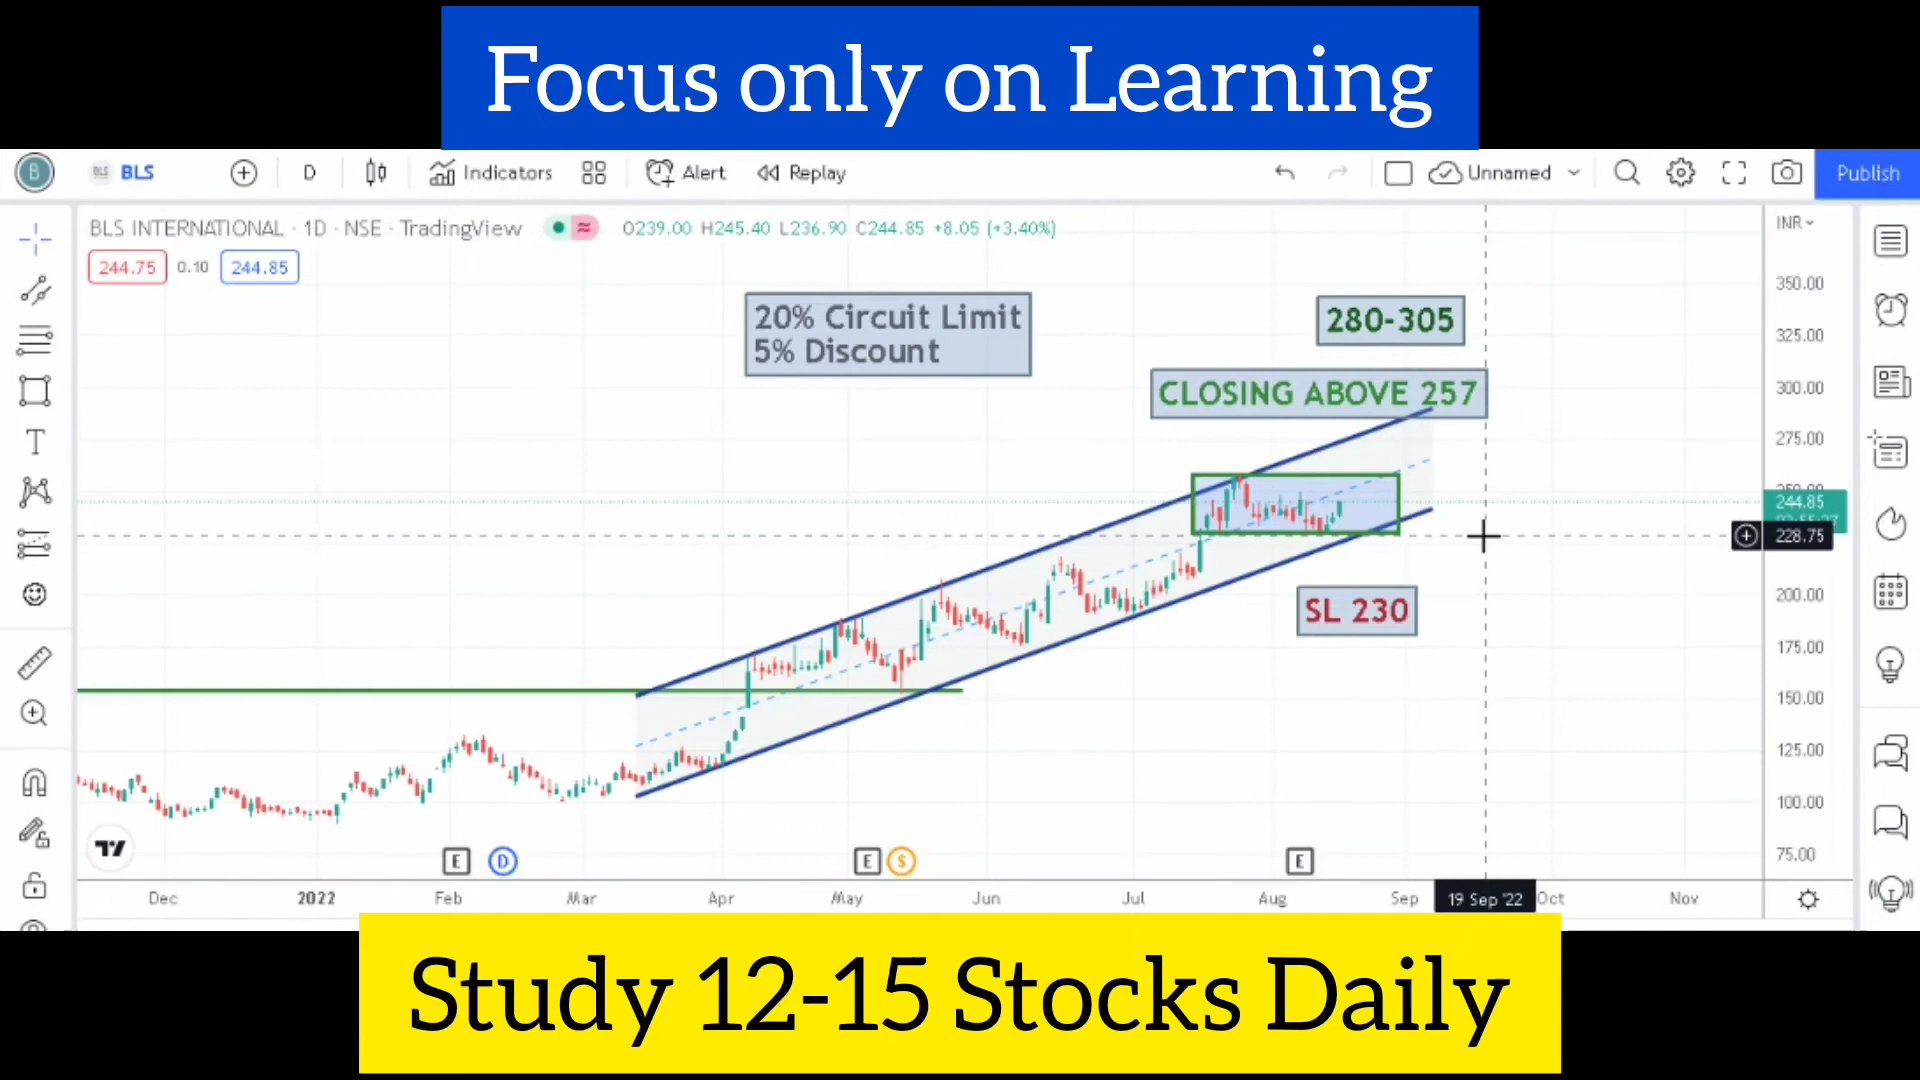 Focus only on Learning
B
BLS BLS
D
Indicators
Alert
Replay
Unnamed
Publish
BLS INTERNATIONAL · 1D · NSE · TradingView
O239.00 H245.40 L236.90 C244.85 +8.05 (+3.40%)
INR
244.75 0.10 244.85
20% Circuit Limit
5% Discount
280-305
CLOSING ABOVE 257
SL 230
350.00
325.00
300.00
275.00
244.85
228.75
200.00
175.00
150.00
125.00
100.00
75.00
E D E S E
Dec 2022 Feb Mar Apr May Jun Jul Aug Sep 19 Sep '22 Oct Nov
Study 12-15 Stocks Daily